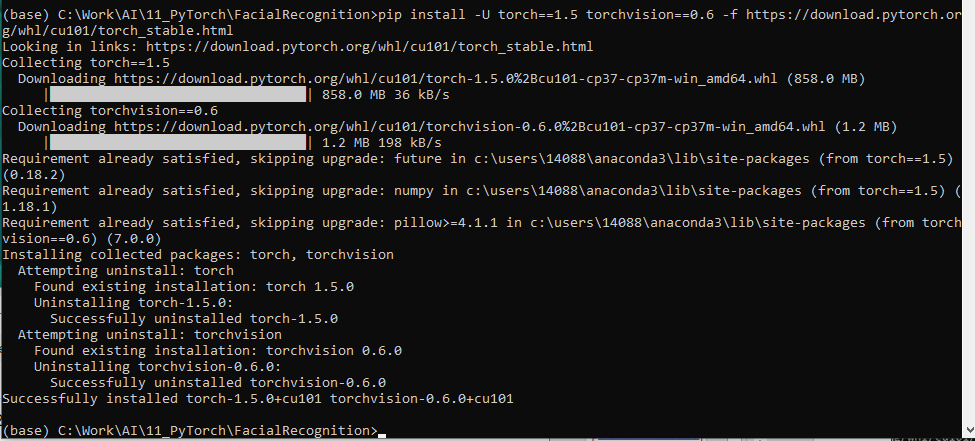 (base) C:\Work\AI\11_PyTorch\FacialRecognition>pip install -U torch==1.5 torchvision==0.6 -f https://download.pytorch.or
g/whl/cu101/torch_stable.html
Looking in links: https://download.pytorch.org/whl/cu101/torch_stable.html
Collecting torch==1.5
  Downloading https://download.pytorch.org/whl/cu101/torch-1.5.0%2Bcu101-cp37-cp37m-win_amd64.whl (858.0 MB)
     |████████████████████████████████| 858.0 MB 36 kB/s
Collecting torchvision==0.6
  Downloading https://download.pytorch.org/whl/cu101/torchvision-0.6.0%2Bcu101-cp37-cp37m-win_amd64.whl (1.2 MB)
     |████████████████████████████████| 1.2 MB 198 kB/s
Requirement already satisfied, skipping upgrade: future in c:\users\14088\anaconda3\lib\site-packages (from torch==1.5)
(0.18.2)
Requirement already satisfied, skipping upgrade: numpy in c:\users\14088\anaconda3\lib\site-packages (from torch==1.5) (
1.18.1)
Requirement already satisfied, skipping upgrade: pillow>=4.1.1 in c:\users\14088\anaconda3\lib\site-packages (from torch
vision==0.6) (7.0.0)
Installing collected packages: torch, torchvision
  Attempting uninstall: torch
    Found existing installation: torch 1.5.0
    Uninstalling torch-1.5.0:
      Successfully uninstalled torch-1.5.0
  Attempting uninstall: torchvision
    Found existing installation: torchvision 0.6.0
    Uninstalling torchvision-0.6.0:
      Successfully uninstalled torchvision-0.6.0
Successfully installed torch-1.5.0+cu101 torchvision-0.6.0+cu101
(base) C:\Work\AI\11_PyTorch\FacialRecognition>